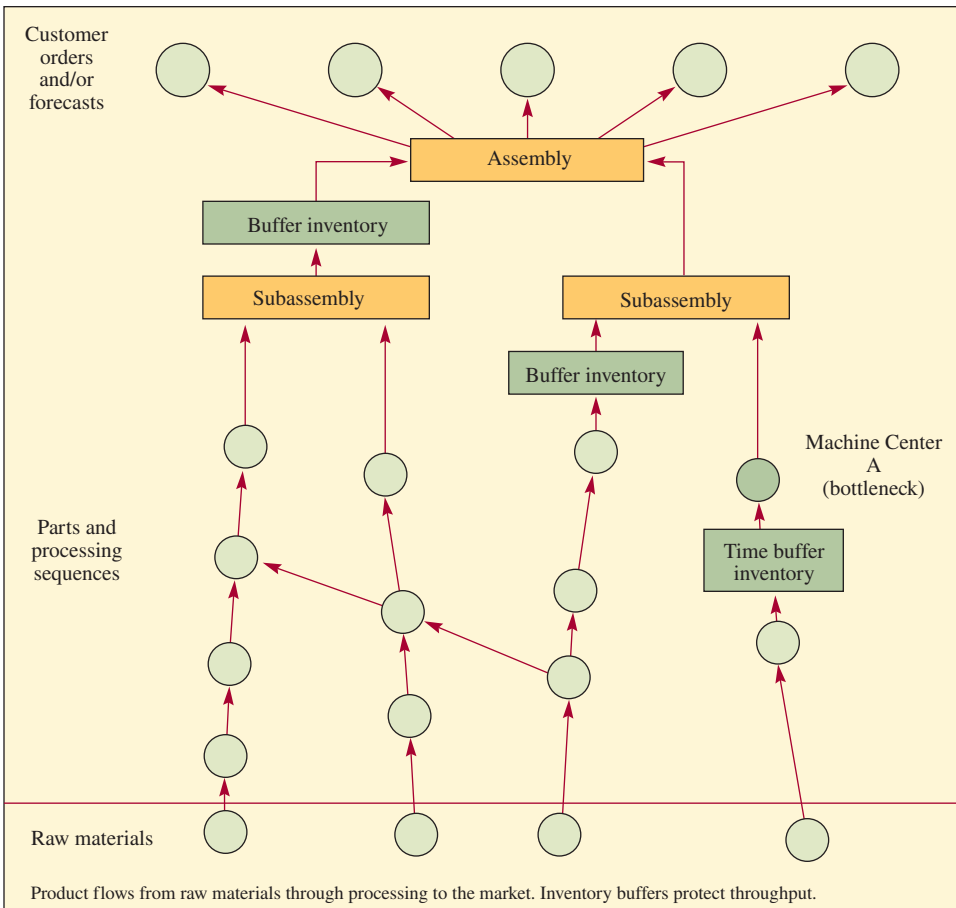 Customer
orders
and/or
forecasts
Assembly
Buffer inventory
Subassembly
Subassembly
Buffer inventory
Machine Center
A
(bottleneck)
Parts and
processing
sequences
Time buffer
inventory
Raw materials
Product flows from raw materials through processing to the market. Inventory buffers protect throughput.